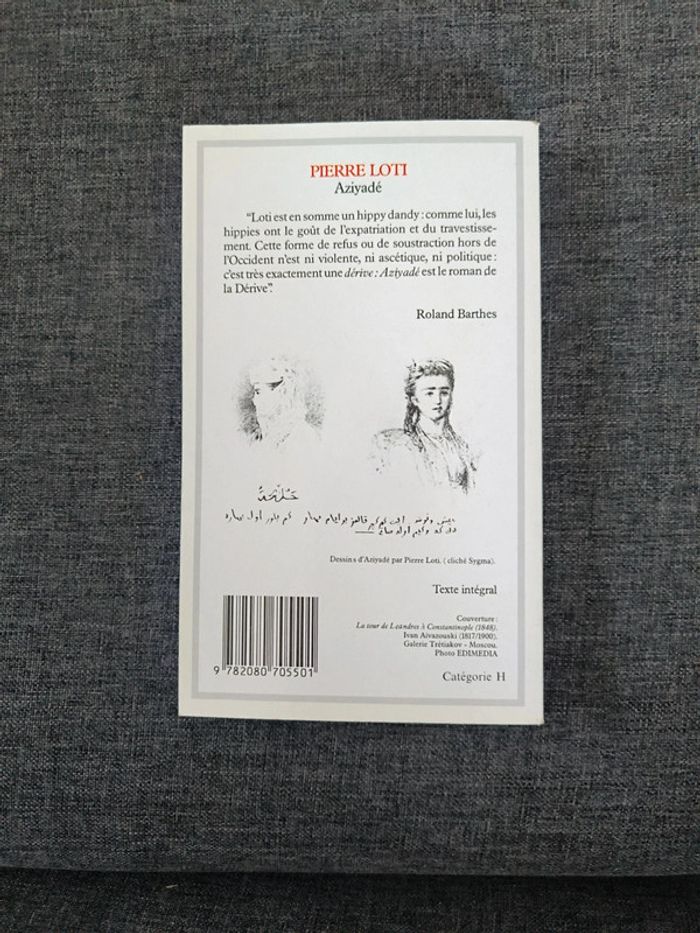 PIERRE LOTI
Aziyadé
“Loti est en somme un hippy dandy : comme lui, les
hippies ont le goût de l’expatriation et du travestisse-
ment. Cette forme de refus ou de soustraction hors de
l’Occident n’est ni violente, ni ascétique, ni politique :
c’est très exactement une dérive : Aziyadé est le roman de
la Dérive”.
Roland Barthes
Dessins d’Aziyadé par Pierre Loti. ( cliché Sygma).
Texte intégral
Couverture :
La tour de Leandres à Constantinople (1848).
Ivan Aivazouski (1817/1900).
Galerie Trétiakov - Moscou.
Photo EDIMEDIA
9 782080 705501
Catégorie H